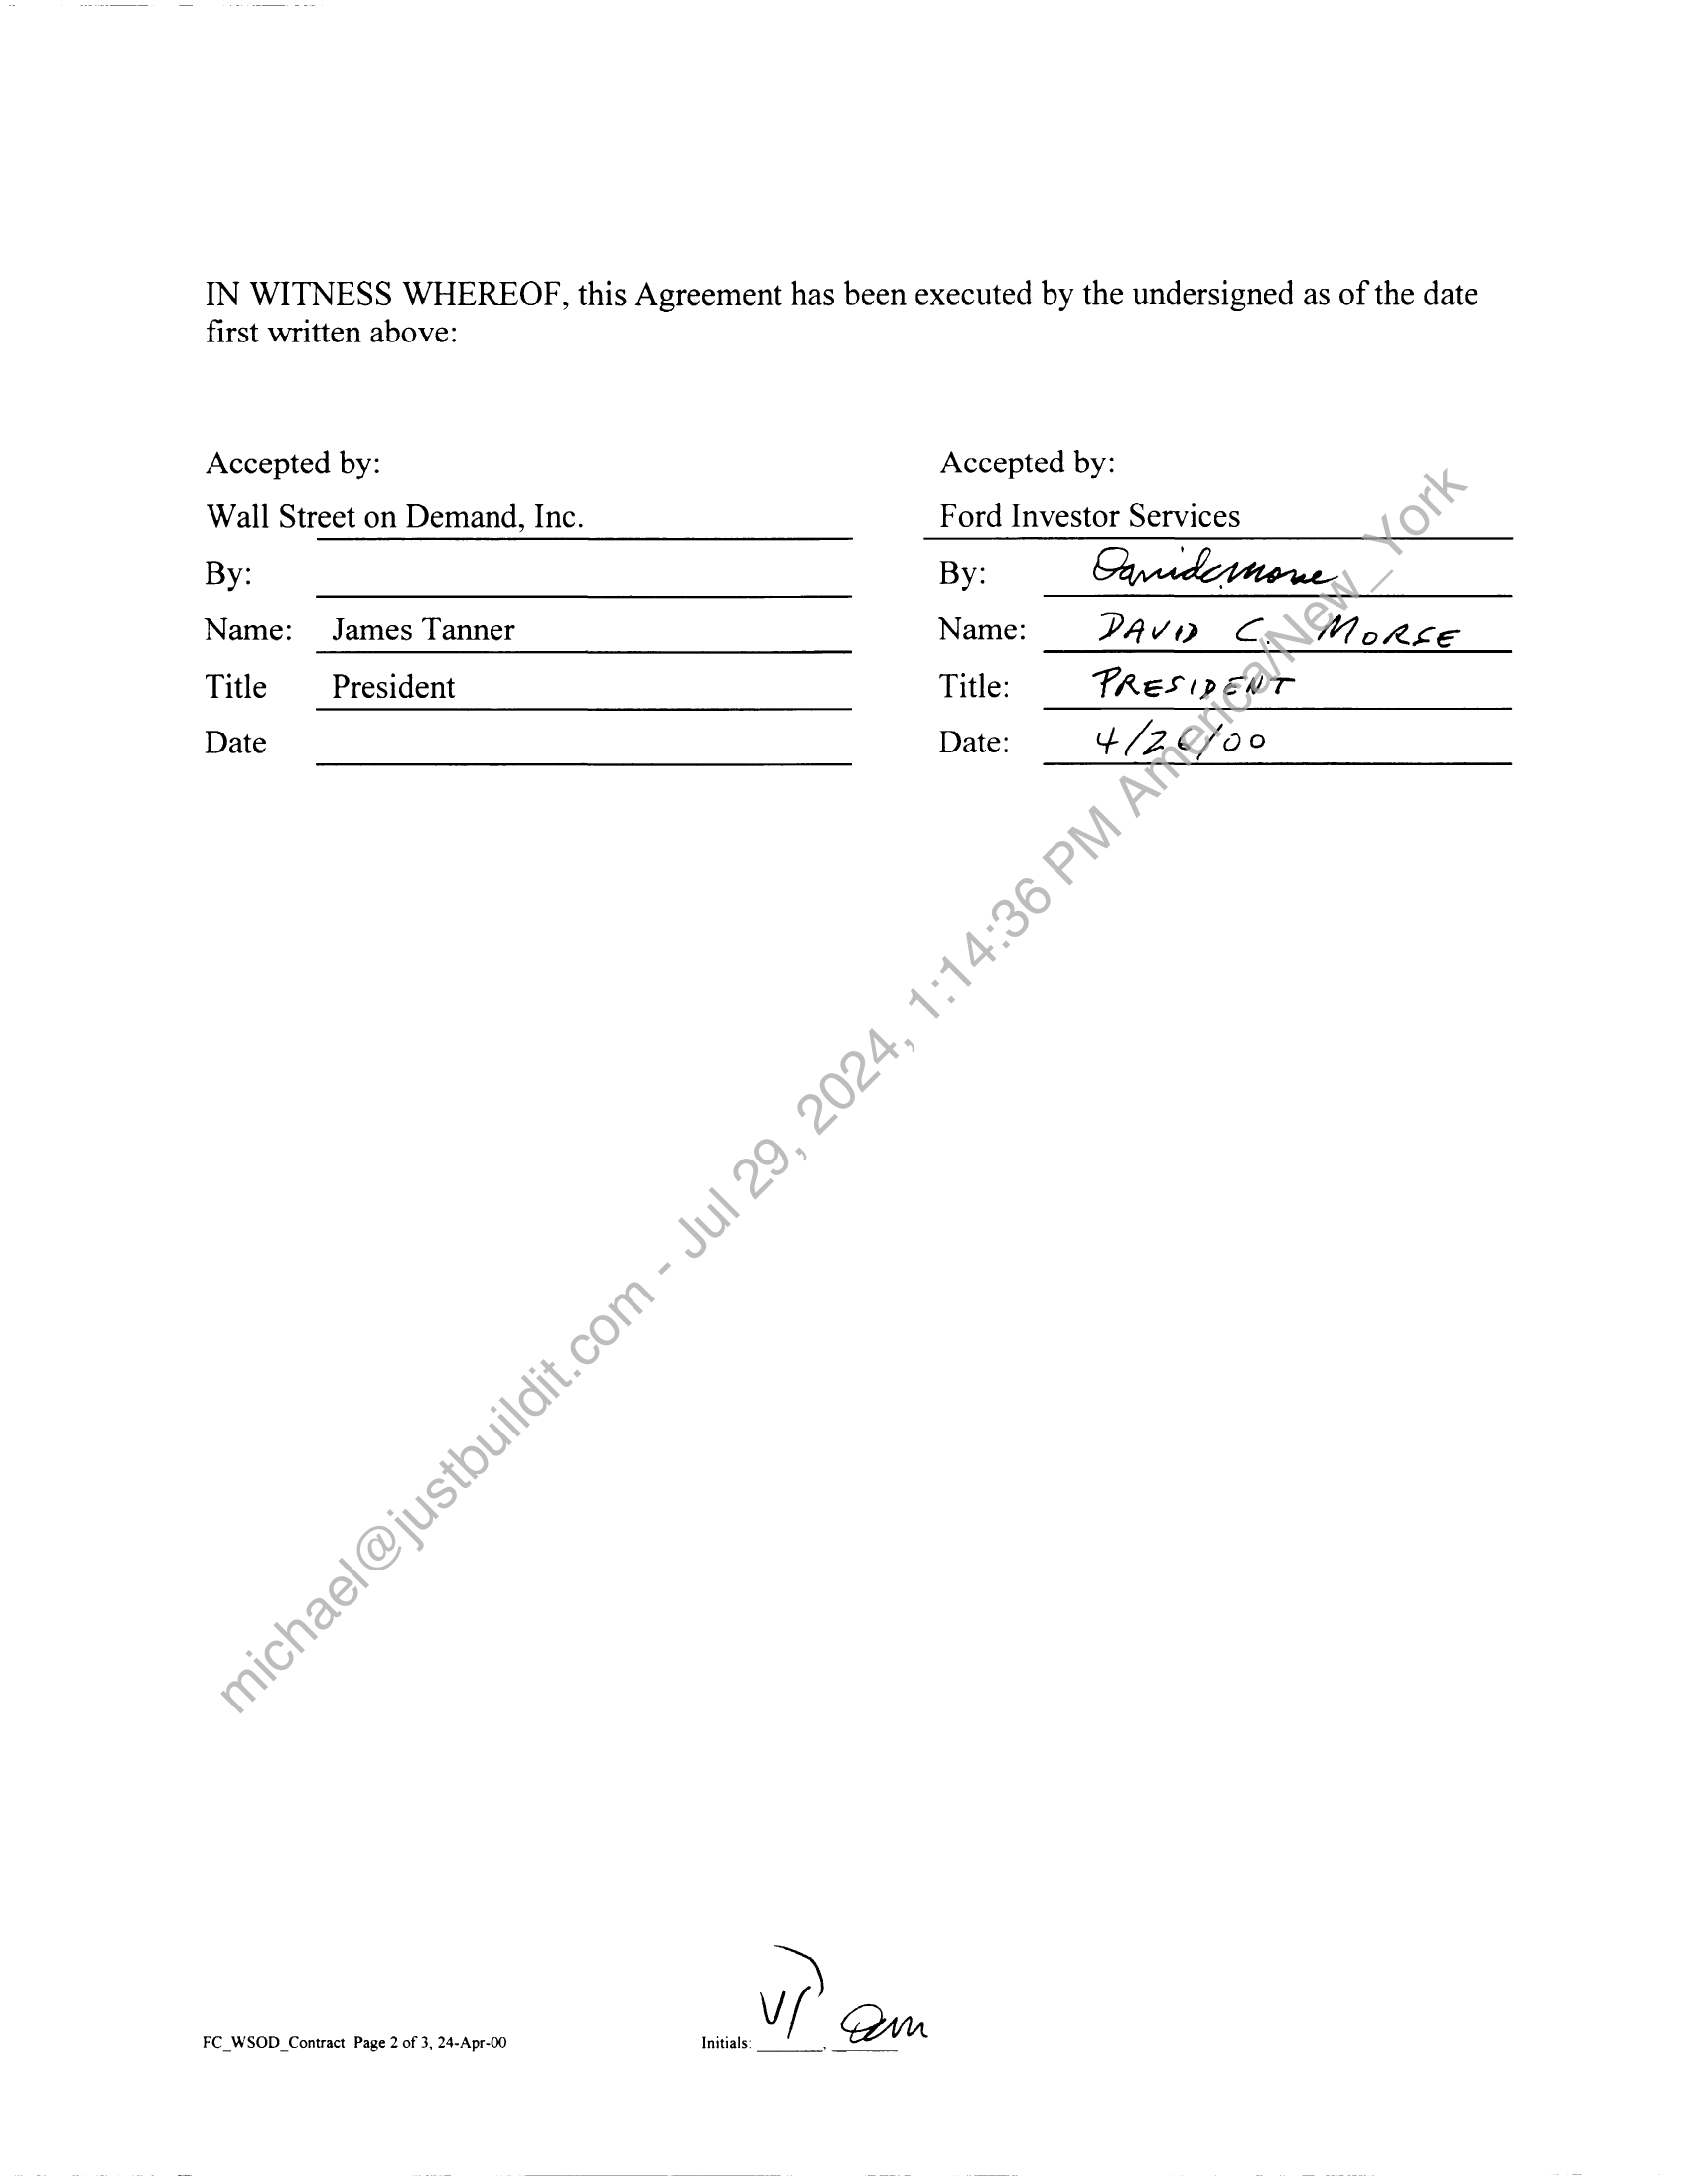 IN WITNESS WHEREOF, this Agreement has been executed by the undersigned as of the date
first written above:
Accepted by:
Wall Street on Demand, Inc.
By:
Name: James Tanner
Title President
Date
Accepted by:
Ford Investor Services
By: David C Morse
Name: DAVID C. MORSE
Title: PRESIDENT
Date: 4/26/00
michael@justbuildit.com - Jul 29, 2024, 1:14:36 PM America/New_York
FC_WSOD_Contract Page 2 of 3, 24-Apr-00
Initials: , DCM